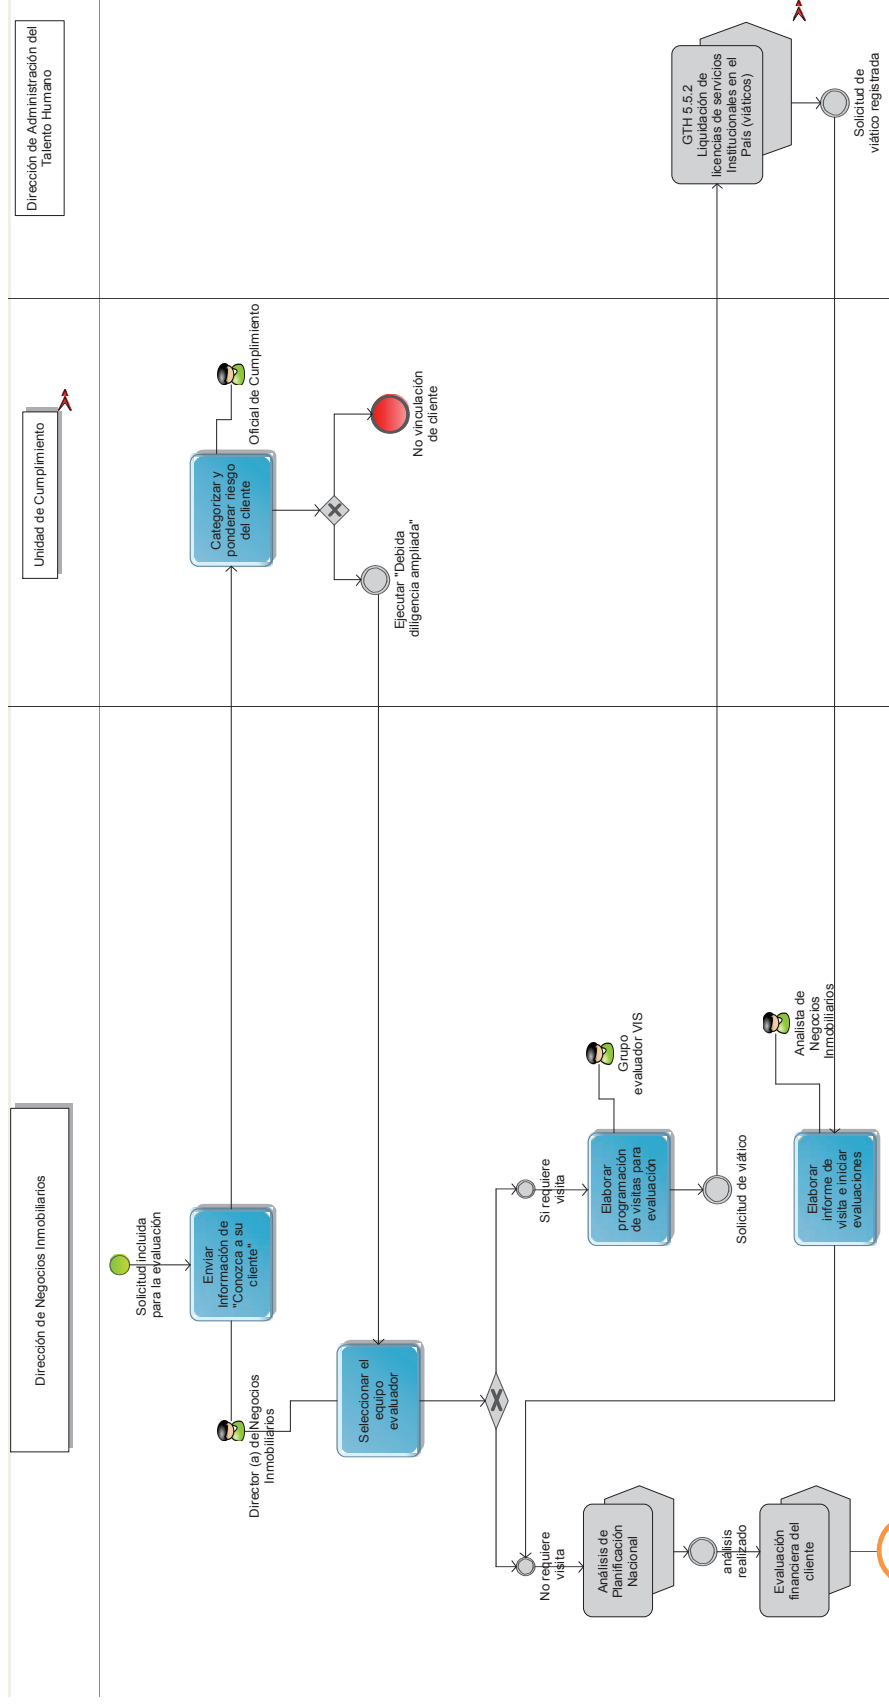 Dirección de Negocios Inmobiliarios
Unidad de Cumplimiento
Dirección de Administración del
Talento Humano
Solicitud incluida
para la evaluación
Enviar
Información de
"Conozca a su
cliente"
Director (a) de Negocios
Inmobiliarios
Categorizar y
ponderar riesgo
del cliente
Oficial de Cumplimiento
Ejecutar "Debida
diligencia ampliada"
No vinculación
de cliente
Seleccionar el
equipo
evaluador
No requiere
visita
Si requiere
visita
Análisis de
Planificación
Nacional
Elaborar
programación
de visitas para
evaluación
Grupo
evaluador VIS
GTH 5.5.2
Liquidación de
licencias de servicios
Institucionales en el
País (viáticos)
análisis
realizado
Solicitud de viático
Evaluación
financiera del
cliente
Elaborar
informe de
visita e iniciar
evaluaciones
Analista de
Negocios
Inmobiliarios
Solicitud de
viático registrada